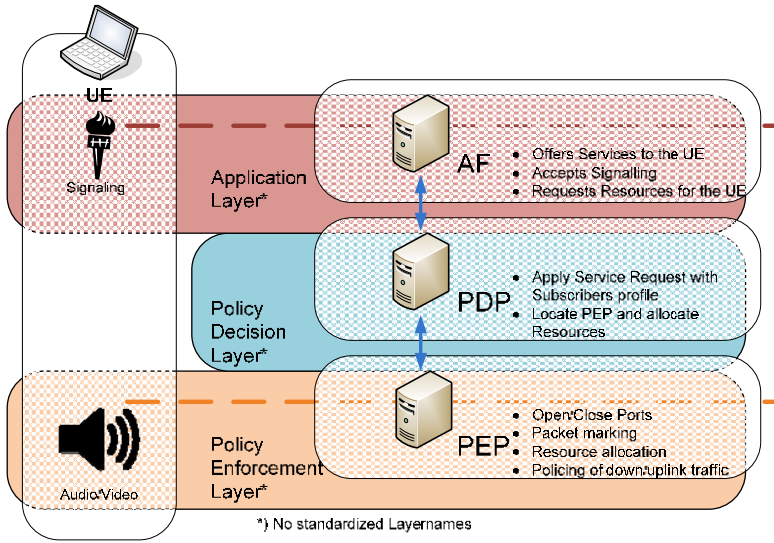 UE
Signaling
Application
Layer*
AF
• Offers Services to the UE
• Accepts Signalling
• Requests Resources for the UE
Policy
Decision
Layer*
PDP
• Apply Service Request with
Subscribers profile
• Locate PEP and allocate
Resources
Audio*Video
Policy
Enforcement
Layer*
PEP
• Open/Close Ports
• Packet marking
• Resource allocation
• Policing of down*uplink traffic
*) No standardized Layernames